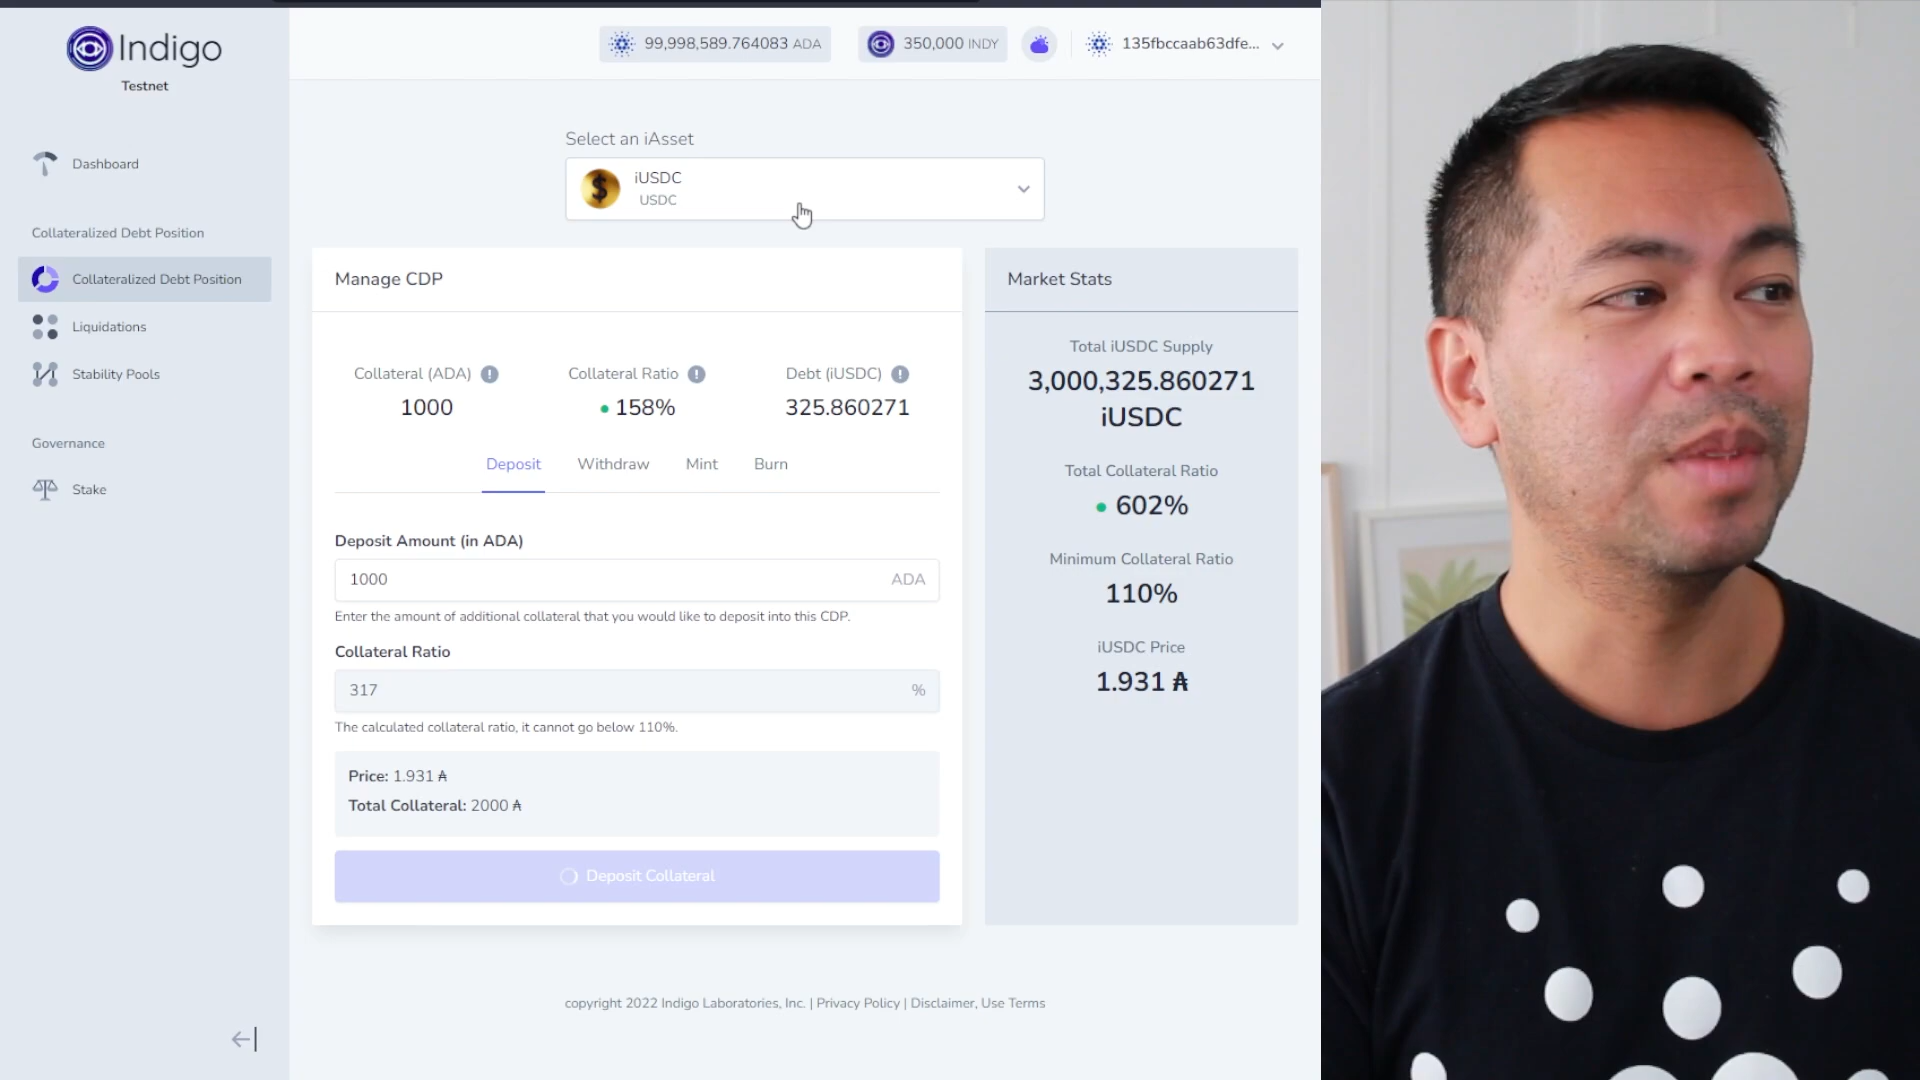 Indigo
Testnet
99,998,589.764083 ADA
350,000 INDY
135fbccaab63dfe...
Dashboard
Collateralized Debt Position
Collateralized Debt Position
Liquidations
Stability Pools
Governance
Stake
Select an iAsset
iUSDC
USDC
Manage CDP
Collateral (ADA)
1000
Collateral Ratio
158%
Debt (iUSDC)
325.860271
Deposit
Withdraw
Mint
Burn
Deposit Amount (in ADA)
1000 ADA
Enter the amount of additional collateral that you would like to deposit into this CDP.
Collateral Ratio
317 %
The calculated collateral ratio, it cannot go below 110%.
Price: 1.931 ₳
Total Collateral: 2000 ₳
Deposit Collateral
Market Stats
Total iUSDC Supply
3,000,325.860271
iUSDC
Total Collateral Ratio
602%
Minimum Collateral Ratio
110%
iUSDC Price
1.931 ₳
copyright 2022 Indigo Laboratories, Inc. | Privacy Policy | Disclaimer, Use Terms